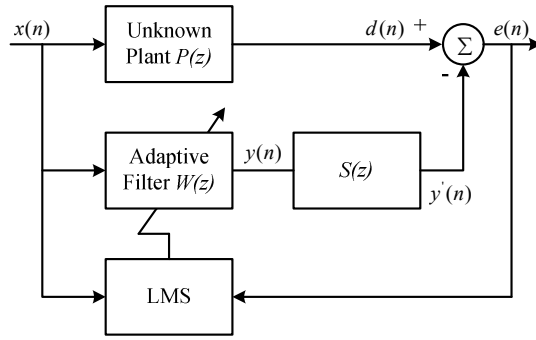 x(n)
Unknown
Plant P(z)
d(n) +
Σ
e(n)
-
Adaptive
Filter W(z)
y(n)
S(z)
y'(n)
LMS